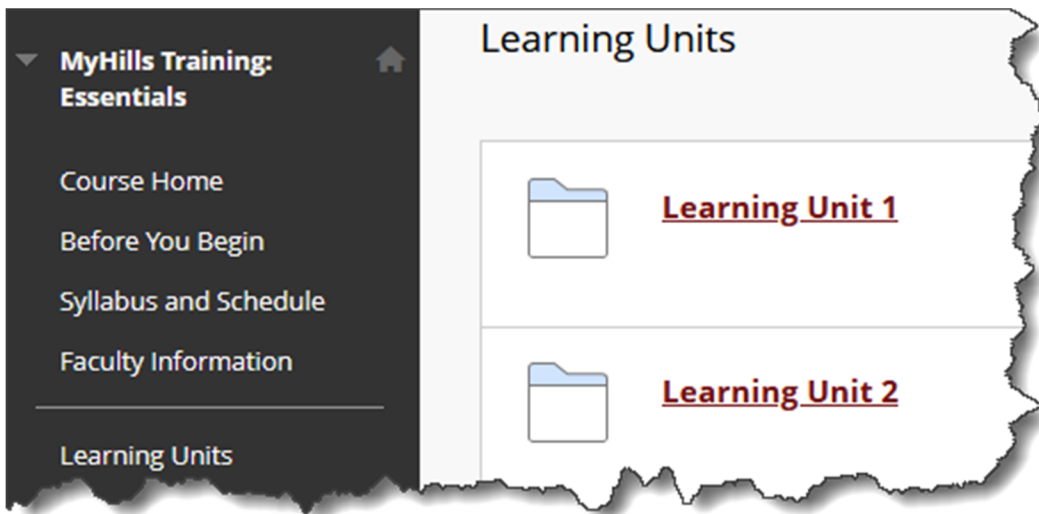 MyHills Training:
Essentials
Course Home
Before You Begin
Syllabus and Schedule
Faculty Information
Learning Units
Learning Units
Learning Unit 1
Learning Unit 2